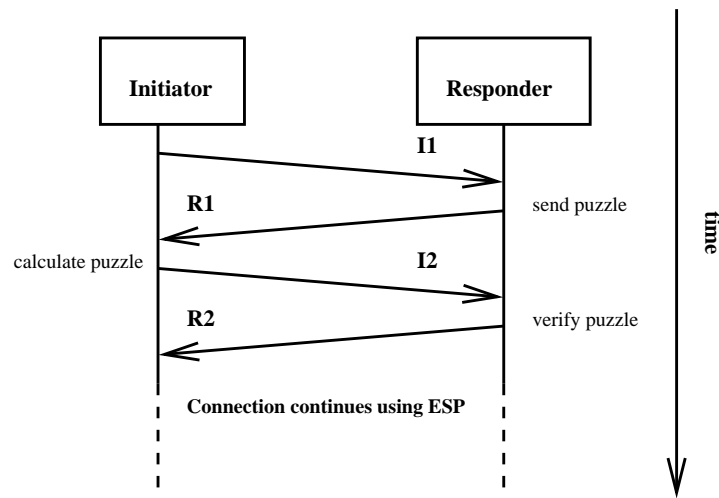 Initiator
Responder
I1
R1
send puzzle
time
calculate puzzle
I2
R2
verify puzzle
Connection continues using ESP